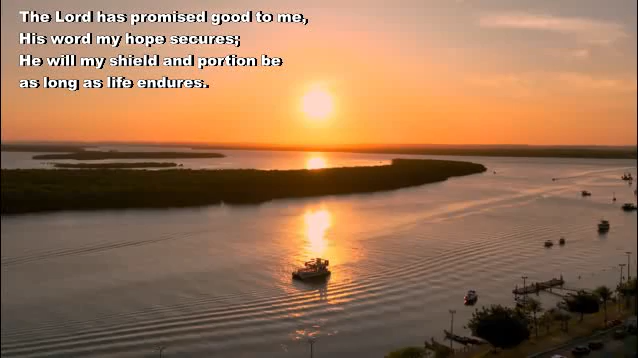 The Lord has promised good to me,
His word my hope secures;
He will my shield and portion be
as long as life endures.